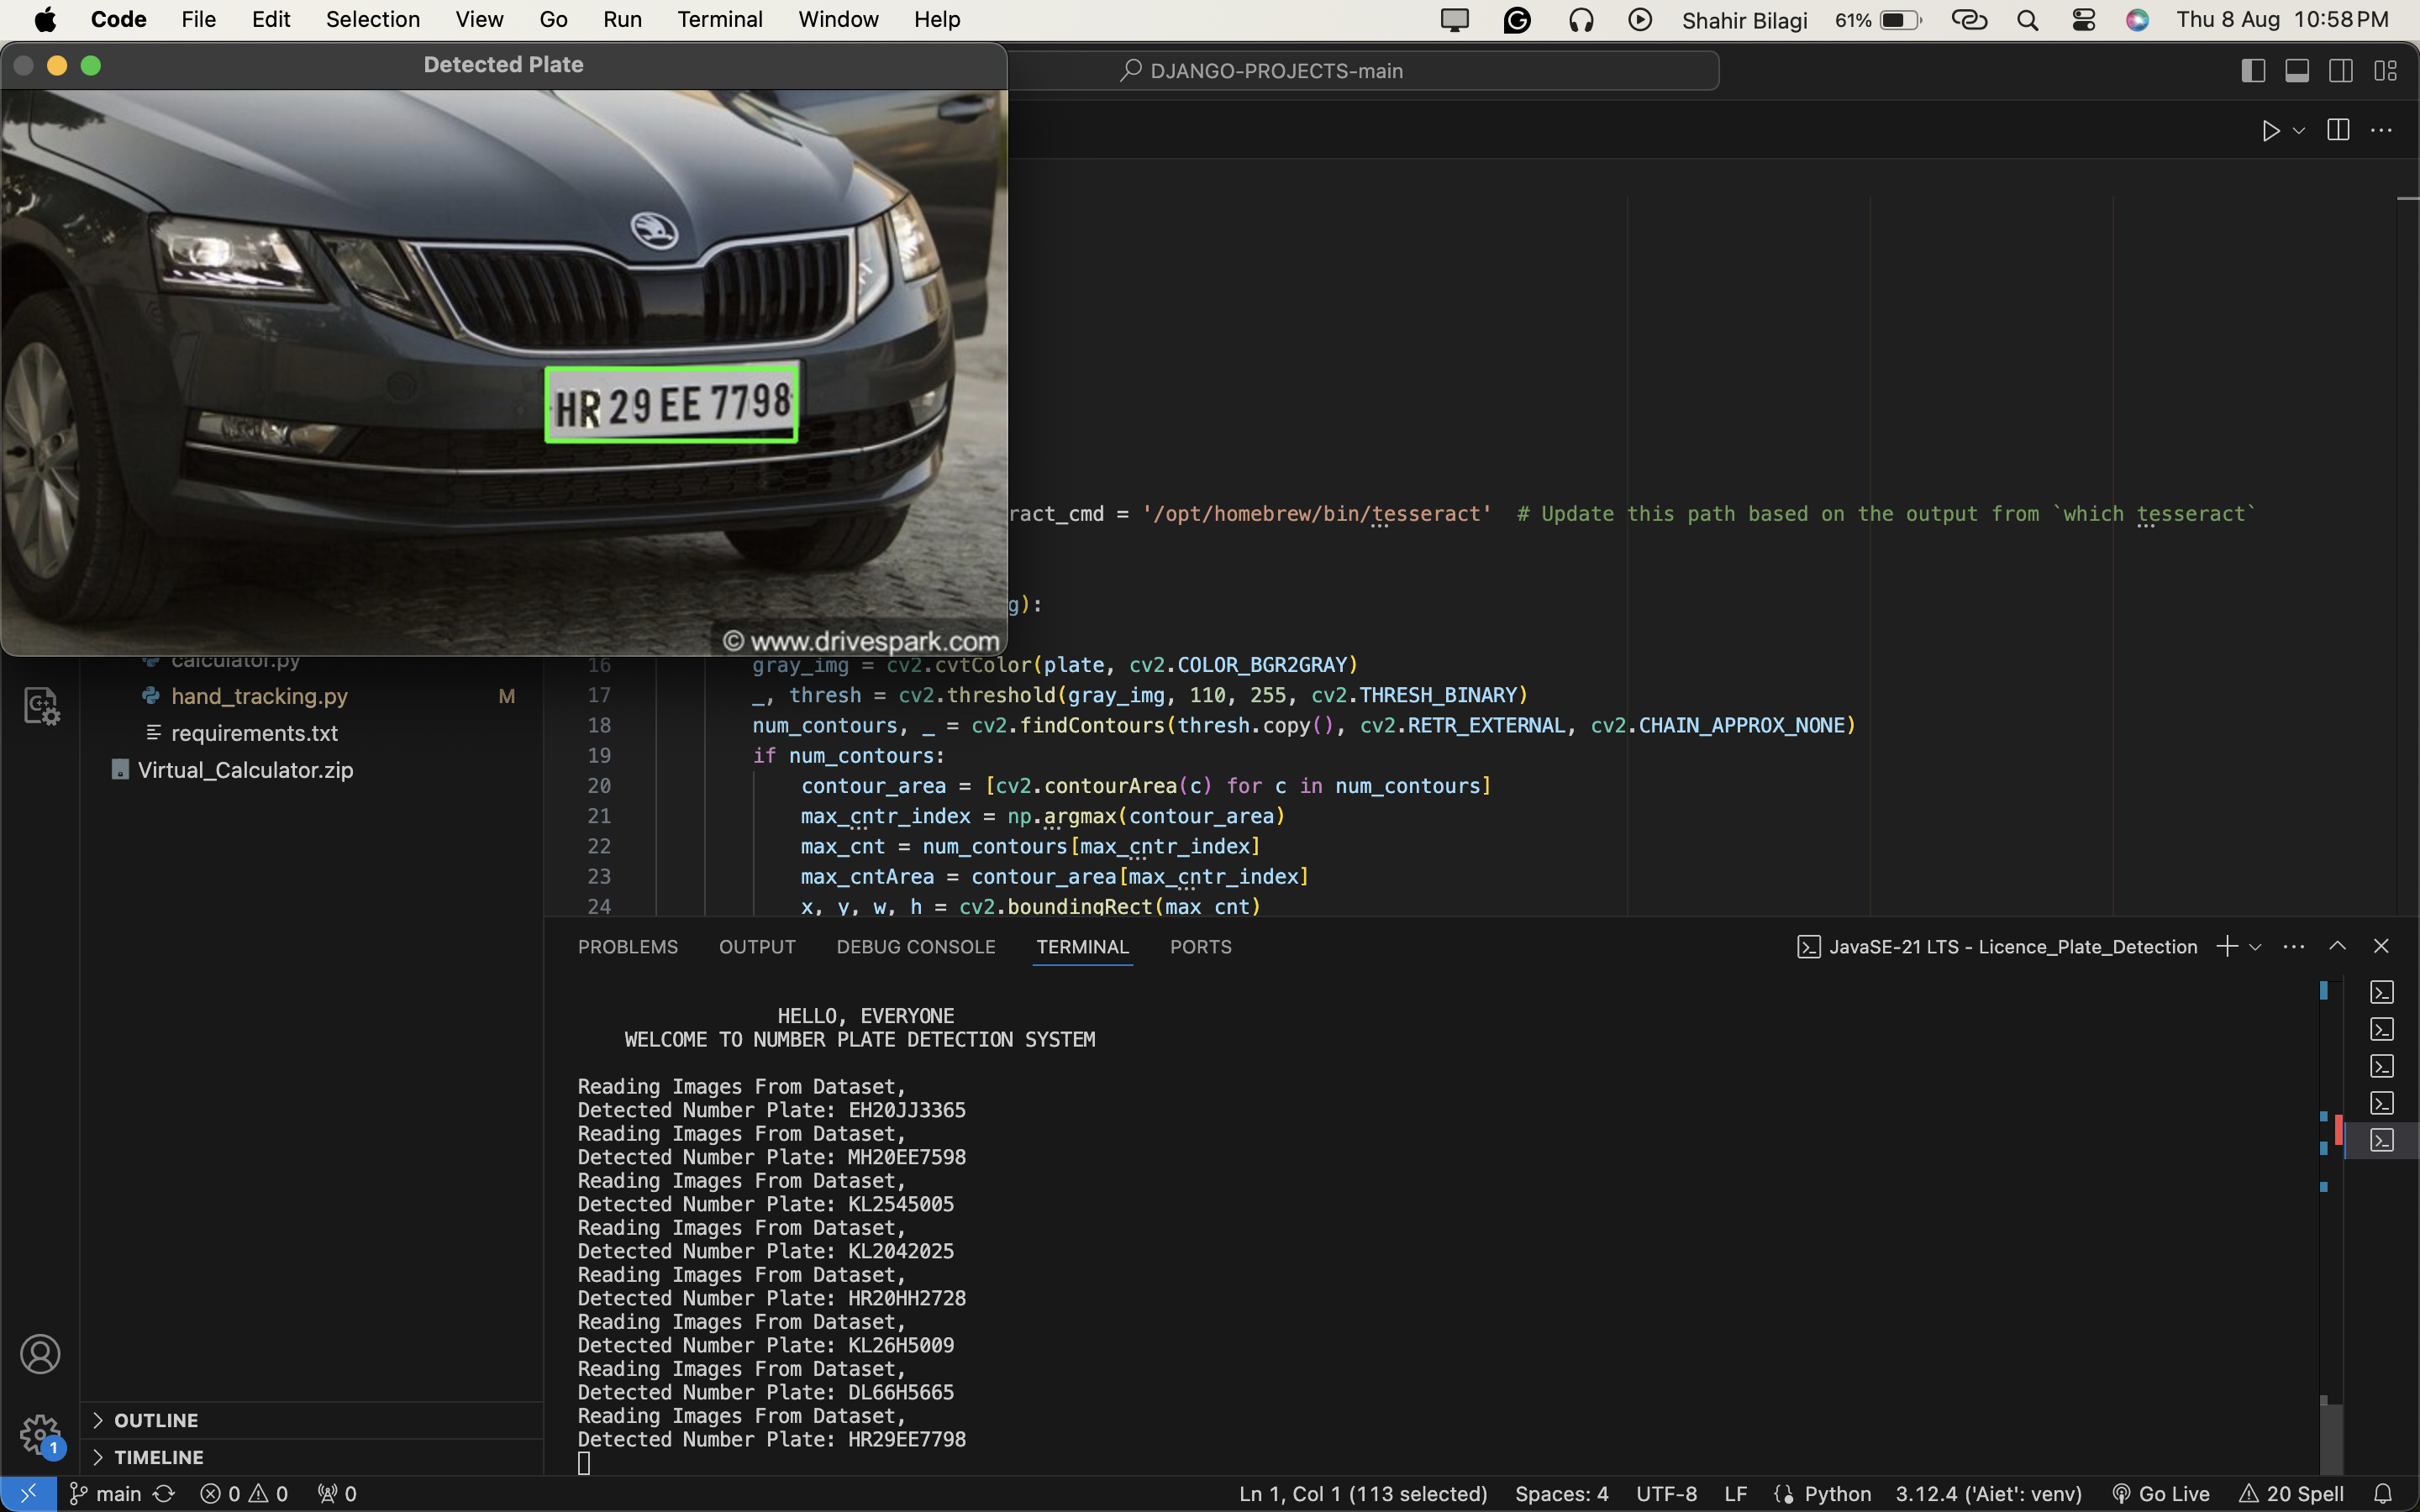 Code File Edit Selection View Go Run Terminal Window Help Shahir Bilagi 61% Thu 8 Aug 10:58 PM
Detected Plate
DJANGO-PROJECTS-main
HR 29 EE 7798
© www.drivespark.com
ract_cmd = '/opt/homebrew/bin/tesseract' # Update this path based on the output from `which tesseract`
g):
calculator.py
hand_tracking.py M
requirements.txt
Virtual_Calculator.zip
16 gray_img = cv2.cvtColor(plate, cv2.COLOR_BGR2GRAY)
17 _, thresh = cv2.threshold(gray_img, 110, 255, cv2.THRESH_BINARY)
18 num_contours, _ = cv2.findContours(thresh.copy(), cv2.RETR_EXTERNAL, cv2.CHAIN_APPROX_NONE)
19 if num_contours:
20 contour_area = [cv2.contourArea(c) for c in num_contours]
21 max_cntr_index = np.argmax(contour_area)
22 max_cnt = num_contours[max_cntr_index]
23 max_cntArea = contour_area[max_cntr_index]
24 x, y, w, h = cv2.boundingRect(max_cnt)
PROBLEMS OUTPUT DEBUG CONSOLE TERMINAL PORTS JavaSE-21 LTS - Licence_Plate_Detection
HELLO, EVERYONE
WELCOME TO NUMBER PLATE DETECTION SYSTEM
Reading Images From Dataset,
Detected Number Plate: EH20JJ3365
Reading Images From Dataset,
Detected Number Plate: MH20EE7598
Reading Images From Dataset,
Detected Number Plate: KL2545005
Reading Images From Dataset,
Detected Number Plate: KL2042025
Reading Images From Dataset,
Detected Number Plate: HR20HH2728
Reading Images From Dataset,
Detected Number Plate: KL26H5009
Reading Images From Dataset,
Detected Number Plate: DL66H5665
Reading Images From Dataset,
Detected Number Plate: HR29EE7798
OUTLINE
1
TIMELINE
main 0 0 0 Ln 1, Col 1 (113 selected) Spaces: 4 UTF-8 LF Python 3.12.4 ('Aiet': venv) Go Live 20 Spell